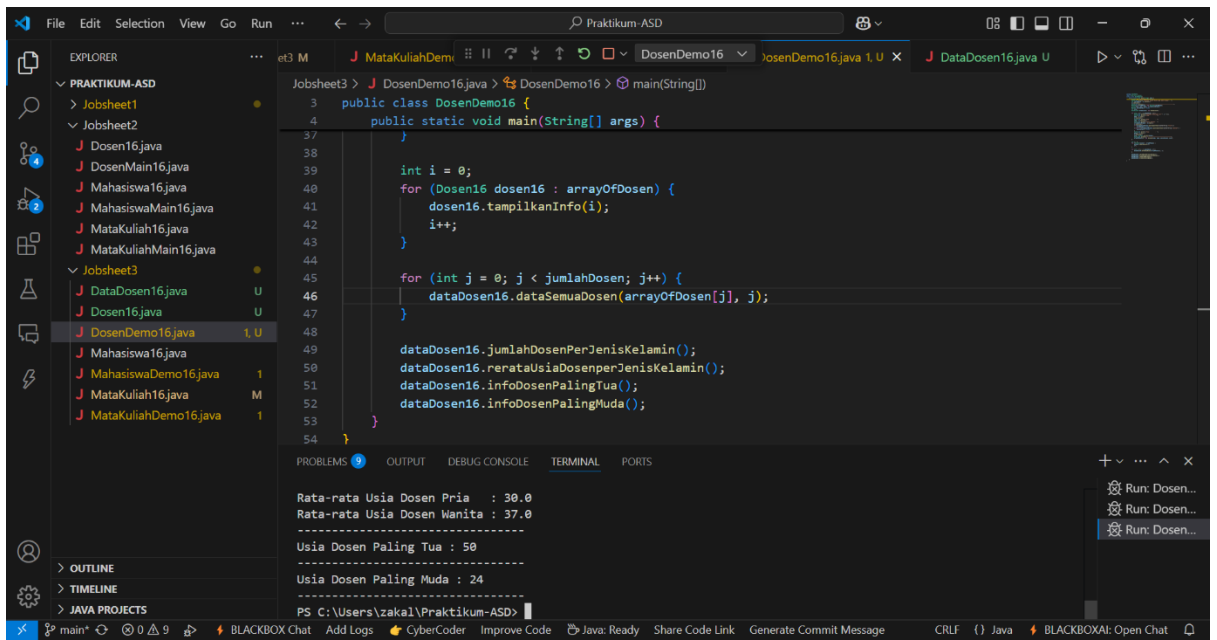 File Edit Selection View Go Run ··· Praktikum-ASD
EXPLORER ···
PRAKTIKUM-ASD
Jobsheet1
Jobsheet2
J Dosen16.java
J DosenMain16.java
J Mahasiswa16.java
J MahasiswaMain16.java
J MataKuliah16.java
J MataKuliahMain16.java
Jobsheet3
J DataDosen16.java U
J Dosen16.java U
J DosenDemo16.java 1, U
J Mahasiswa16.java
J MahasiswaDemo16.java 1
J MataKuliah16.java M
J MataKuliahDemo16.java 1
OUTLINE
TIMELINE
JAVA PROJECTS
4
2
et3 M J MataKuliahDem DosenDemo16 DosenDemo16.java 1, U J DataDosen16.java U
Jobsheet3 > J DosenDemo16.java > DosenDemo16 > main(String[])
3 public class DosenDemo16 {
4 public static void main(String[] args) {
37 }
38
39 int i = 0;
40 for (Dosen16 dosen16 : arrayOfDosen) {
41 dosen16.tampilkanInfo(i);
42 i++;
43 }
44
45 for (int j = 0; j < jumlahDosen; j++) {
46 dataDosen16.dataSemuaDosen(arrayOfDosen[j], j);
47 }
48
49 dataDosen16.jumlahDosenPerJenisKelamin();
50 dataDosen16.rerataUsiaDosenperJenisKelamin();
51 dataDosen16.infoDosenPalingTua();
52 dataDosen16.infoDosenPalingMuda();
53 }
54 }
PROBLEMS 9 OUTPUT DEBUG CONSOLE TERMINAL PORTS
Rata-rata Usia Dosen Pria : 30.0
Rata-rata Usia Dosen Wanita : 37.0
---------------------------------
Usia Dosen Paling Tua : 50
---------------------------------
Usia Dosen Paling Muda : 24
---------------------------------
PS C:\Users\zakal\Praktikum-ASD>
Run: Dosen...
Run: Dosen...
Run: Dosen...
main* 0 9 BLACKBOX Chat Add Logs CyberCoder Improve Code Java: Ready Share Code Link Generate Commit Message CRLF {} Java BLACKBOXAI: Open Chat